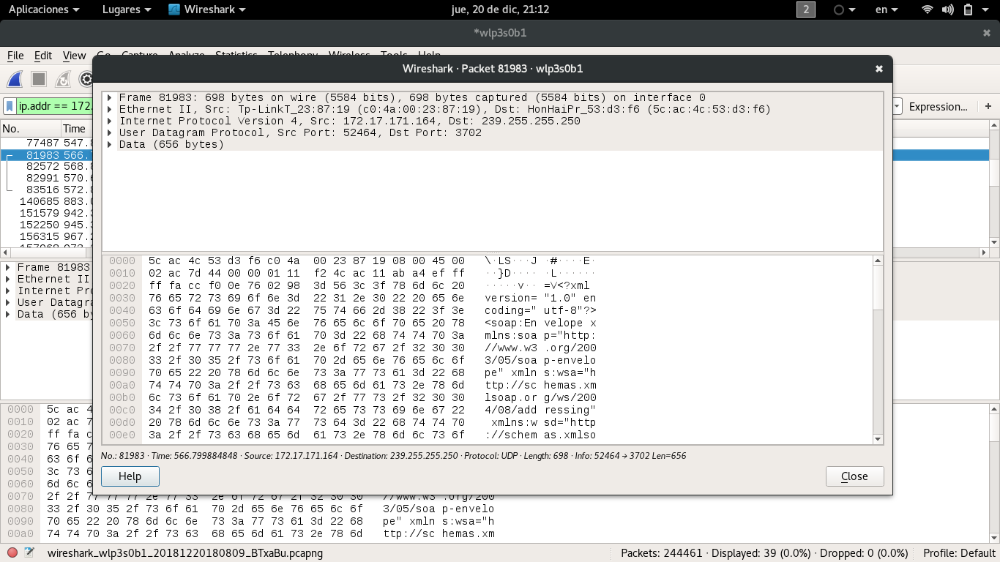 Aplicaciones Lugares Wireshark jue, 20 de dic, 21:12 2 en
*wlp3s0b1
File Edit View Go Capture Analyze Statistics Telephony Wireless Tools Help
Wireshark · Packet 81983 · wlp3s0b1
ip.addr == 172. Expression... +
No. Time
77487 547.8
81983 566.7
82572 568.8
82991 570.6
83516 572.8
140685 883.0
151579 942.3
152250 945.3
156315 967.2
Frame 81983
Ethernet II
Internet Pro
User Datagra
Data (656 by
Frame 81983: 698 bytes on wire (5584 bits), 698 bytes captured (5584 bits) on interface 0
Ethernet II, Src: Tp-LinkT_23:87:19 (c0:4a:00:23:87:19), Dst: HonHaiPr_53:d3:f6 (5c:ac:4c:53:d3:f6)
Internet Protocol Version 4, Src: 172.17.171.164, Dst: 239.255.255.250
User Datagram Protocol, Src Port: 52464, Dst Port: 3702
Data (656 bytes)
0000 5c ac 4c 53 d3 f6 c0 4a 00 23 87 19 08 00 45 00 \·LS···J ·#····E·
0010 02 ac 7d 44 00 00 01 11 f2 4c ac 11 ab a4 ef ff ··}D···· ·L······
0020 ff fa cc f0 0e 76 02 98 3d 56 3c 3f 78 6d 6c 20 ·····v·· =V<?xml
0030 76 65 72 73 69 6f 6e 3d 22 31 2e 30 22 20 65 6e version= "1.0" en
0040 63 6f 64 69 6e 67 3d 22 75 74 66 2d 38 22 3f 3e coding=" utf-8"?>
0050 3c 73 6f 61 70 3a 45 6e 76 65 6c 6f 70 65 20 78 <soap:En velope x
0060 6d 6c 6e 73 3a 73 6f 61 70 3d 22 68 74 74 70 3a mlns:soa p="http:
0070 2f 2f 77 77 77 2e 77 33 2e 6f 72 67 2f 32 30 30 //www.w3 .org/200
0080 33 2f 30 35 2f 73 6f 61 70 2d 65 6e 76 65 6c 6f 3/05/soa p-envelo
0090 70 65 22 20 78 6d 6c 6e 73 3a 77 73 61 3d 22 68 pe" xmln s:wsa="h
00a0 74 74 70 3a 2f 2f 73 63 68 65 6d 61 73 2e 78 6d ttp://sc hemas.xm
00b0 6c 73 6f 61 70 2e 6f 72 67 2f 77 73 2f 32 30 30 lsoap.or g/ws/200
00c0 34 2f 30 38 2f 61 64 64 72 65 73 73 69 6e 67 22 4/08/add ressing"
00d0 20 78 6d 6c 6e 73 3a 77 73 64 3d 22 68 74 74 70 xmlns:w sd="http
00e0 3a 2f 2f 73 63 68 65 6d 61 73 2e 78 6d 6c 73 6f ://schem as.xmlso
No.: 81983 · Time: 566.799884848 · Source: 172.17.171.164 · Destination: 239.255.255.250 · Protocol: UDP · Length: 698 · Info: 52464 → 3702 Len=656
Help Close
0000 5c ac 4
0010 02 ac 7
0020 ff fa c
0030 76 65 7
0040 63 6f 6
0050 3c 73 6
0060 6d 6c 6
0070 2f 2f 77 77 77 2e 77 33 2e 6f 72 67 2f 32 30 30 //www.w3 .org/200
0080 33 2f 30 35 2f 73 6f 61 70 2d 65 6e 76 65 6c 6f 3/05/soa p-envelo
0090 70 65 22 20 78 6d 6c 6e 73 3a 77 73 61 3d 22 68 pe" xmln s:wsa="h
00a0 74 74 70 3a 2f 2f 73 63 68 65 6d 61 73 2e 78 6d ttp://sc hemas.xm
wireshark_wlp3s0b1_20181220180809_BTxaBu.pcapng Packets: 244461 · Displayed: 39 (0.0%) · Dropped: 0 (0.0%) Profile: Default